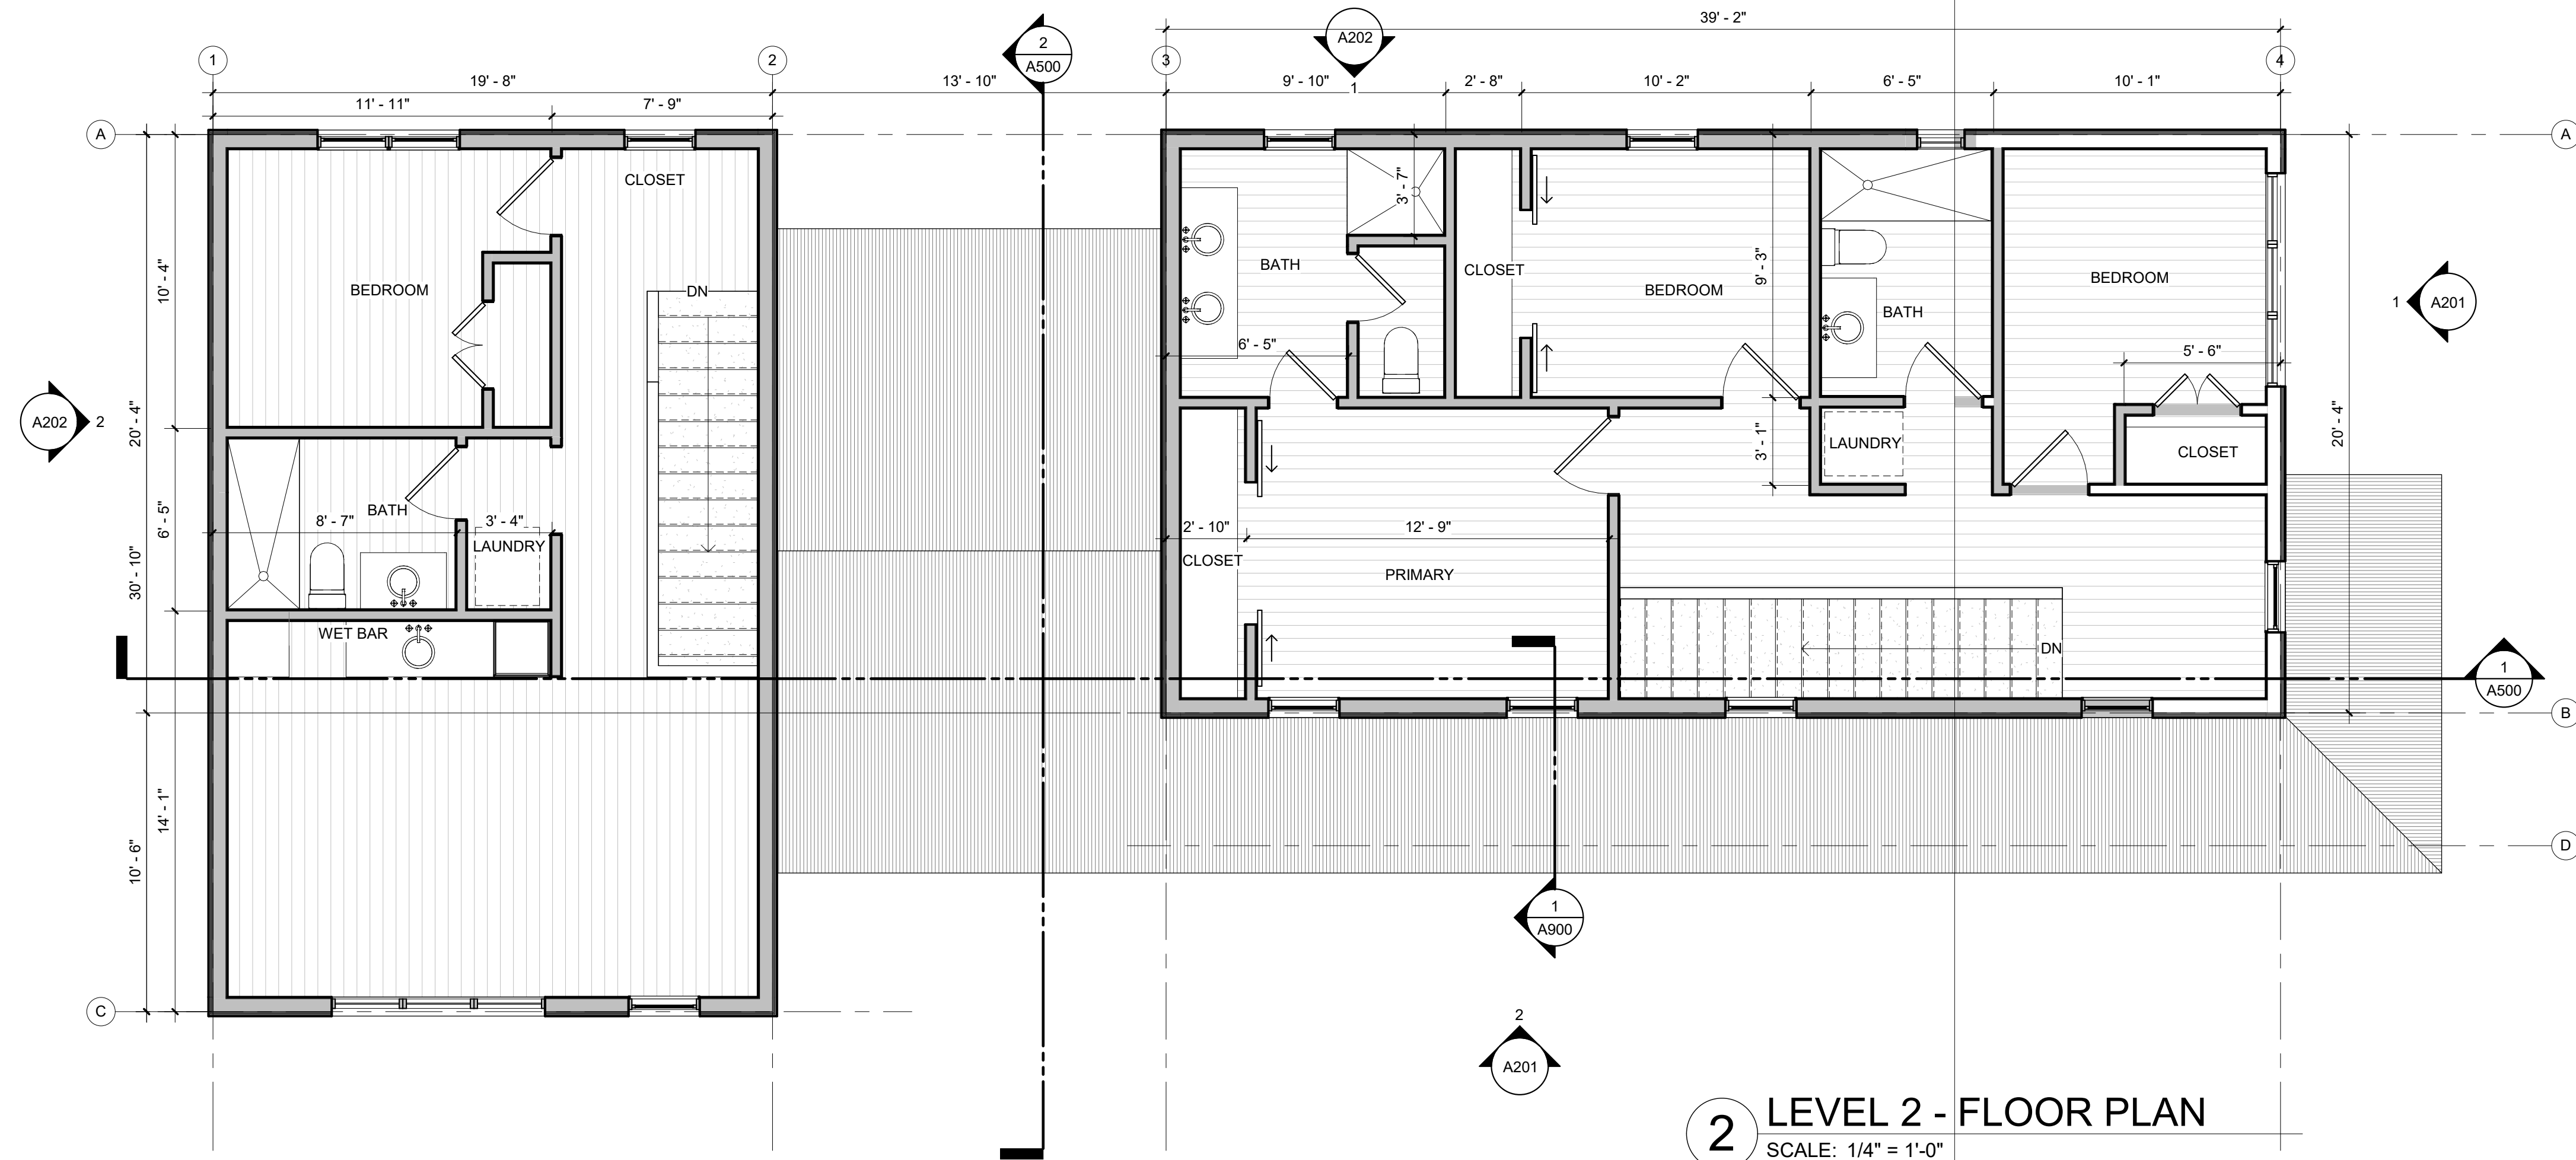 39' - 2"
2
A500
A202
1
1
2
3
4
19' - 8"
13' - 10"
9' - 10"
2' - 8"
10' - 2"
6' - 5"
10' - 1"
11' - 11"
7' - 9"
A
A
CLOSET
3' - 7"
BATH
CLOSET
9' - 3"
BEDROOM
BATH
BEDROOM
10' - 4"
BEDROOM
DN
1
A201
6' - 5"
5' - 6"
A202
2
20' - 4"
3' - 1"
LAUNDRY
CLOSET
20' - 4"
6' - 5"
BATH
8' - 7"
3' - 4"
LAUNDRY
2' - 10"
12' - 9"
CLOSET
PRIMARY
30' - 10"
WET BAR
DN
1
A500
B
14' - 1"
10' - 6"
D
1
A900
C
2
A201
2
LEVEL 2 - FLOOR PLAN
SCALE: 1/4" = 1'-0"